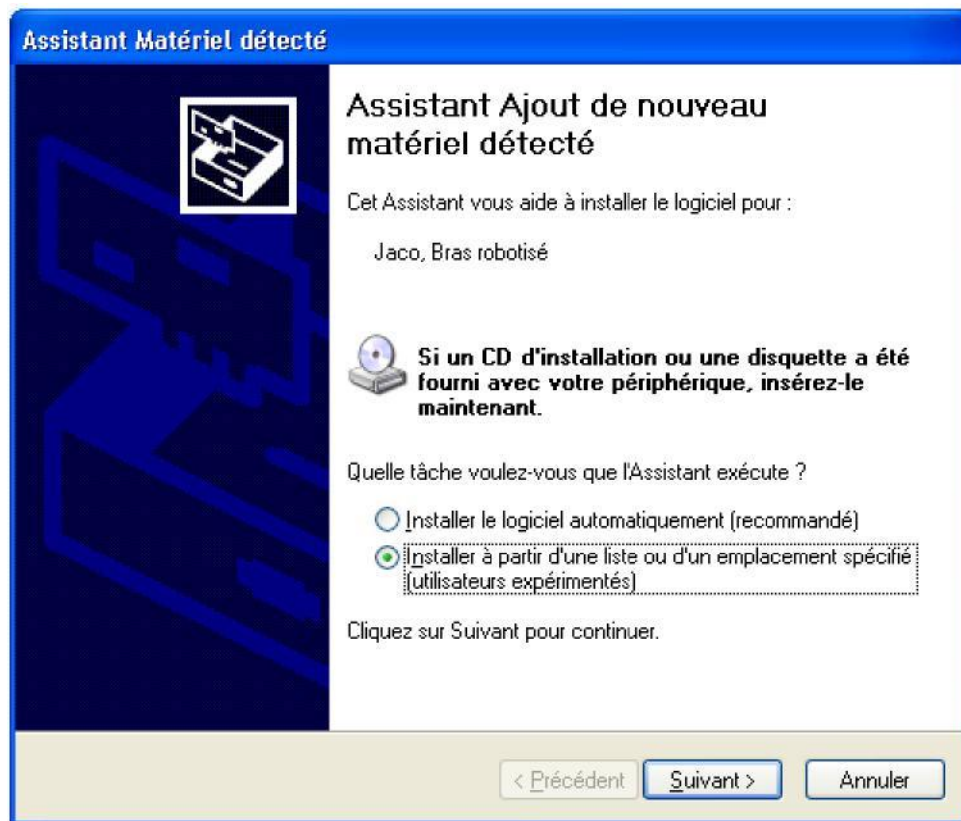 Assistant Matériel détecté
Assistant Ajout de nouveau
matériel détecté
Cet Assistant vous aide à installer le logiciel pour :
Jaco, Bras robotisé
Si un CD d'installation ou une disquette a été
fourni avec votre périphérique, insérez-le
maintenant.
Quelle tâche voulez-vous que l'Assistant exécute ?
Installer le logiciel automatiquement (recommandé)
Installer à partir d'une liste ou d'un emplacement spécifié
(utilisateurs expérimentés)
Cliquez sur Suivant pour continuer.
< Précédent Suivant > Annuler